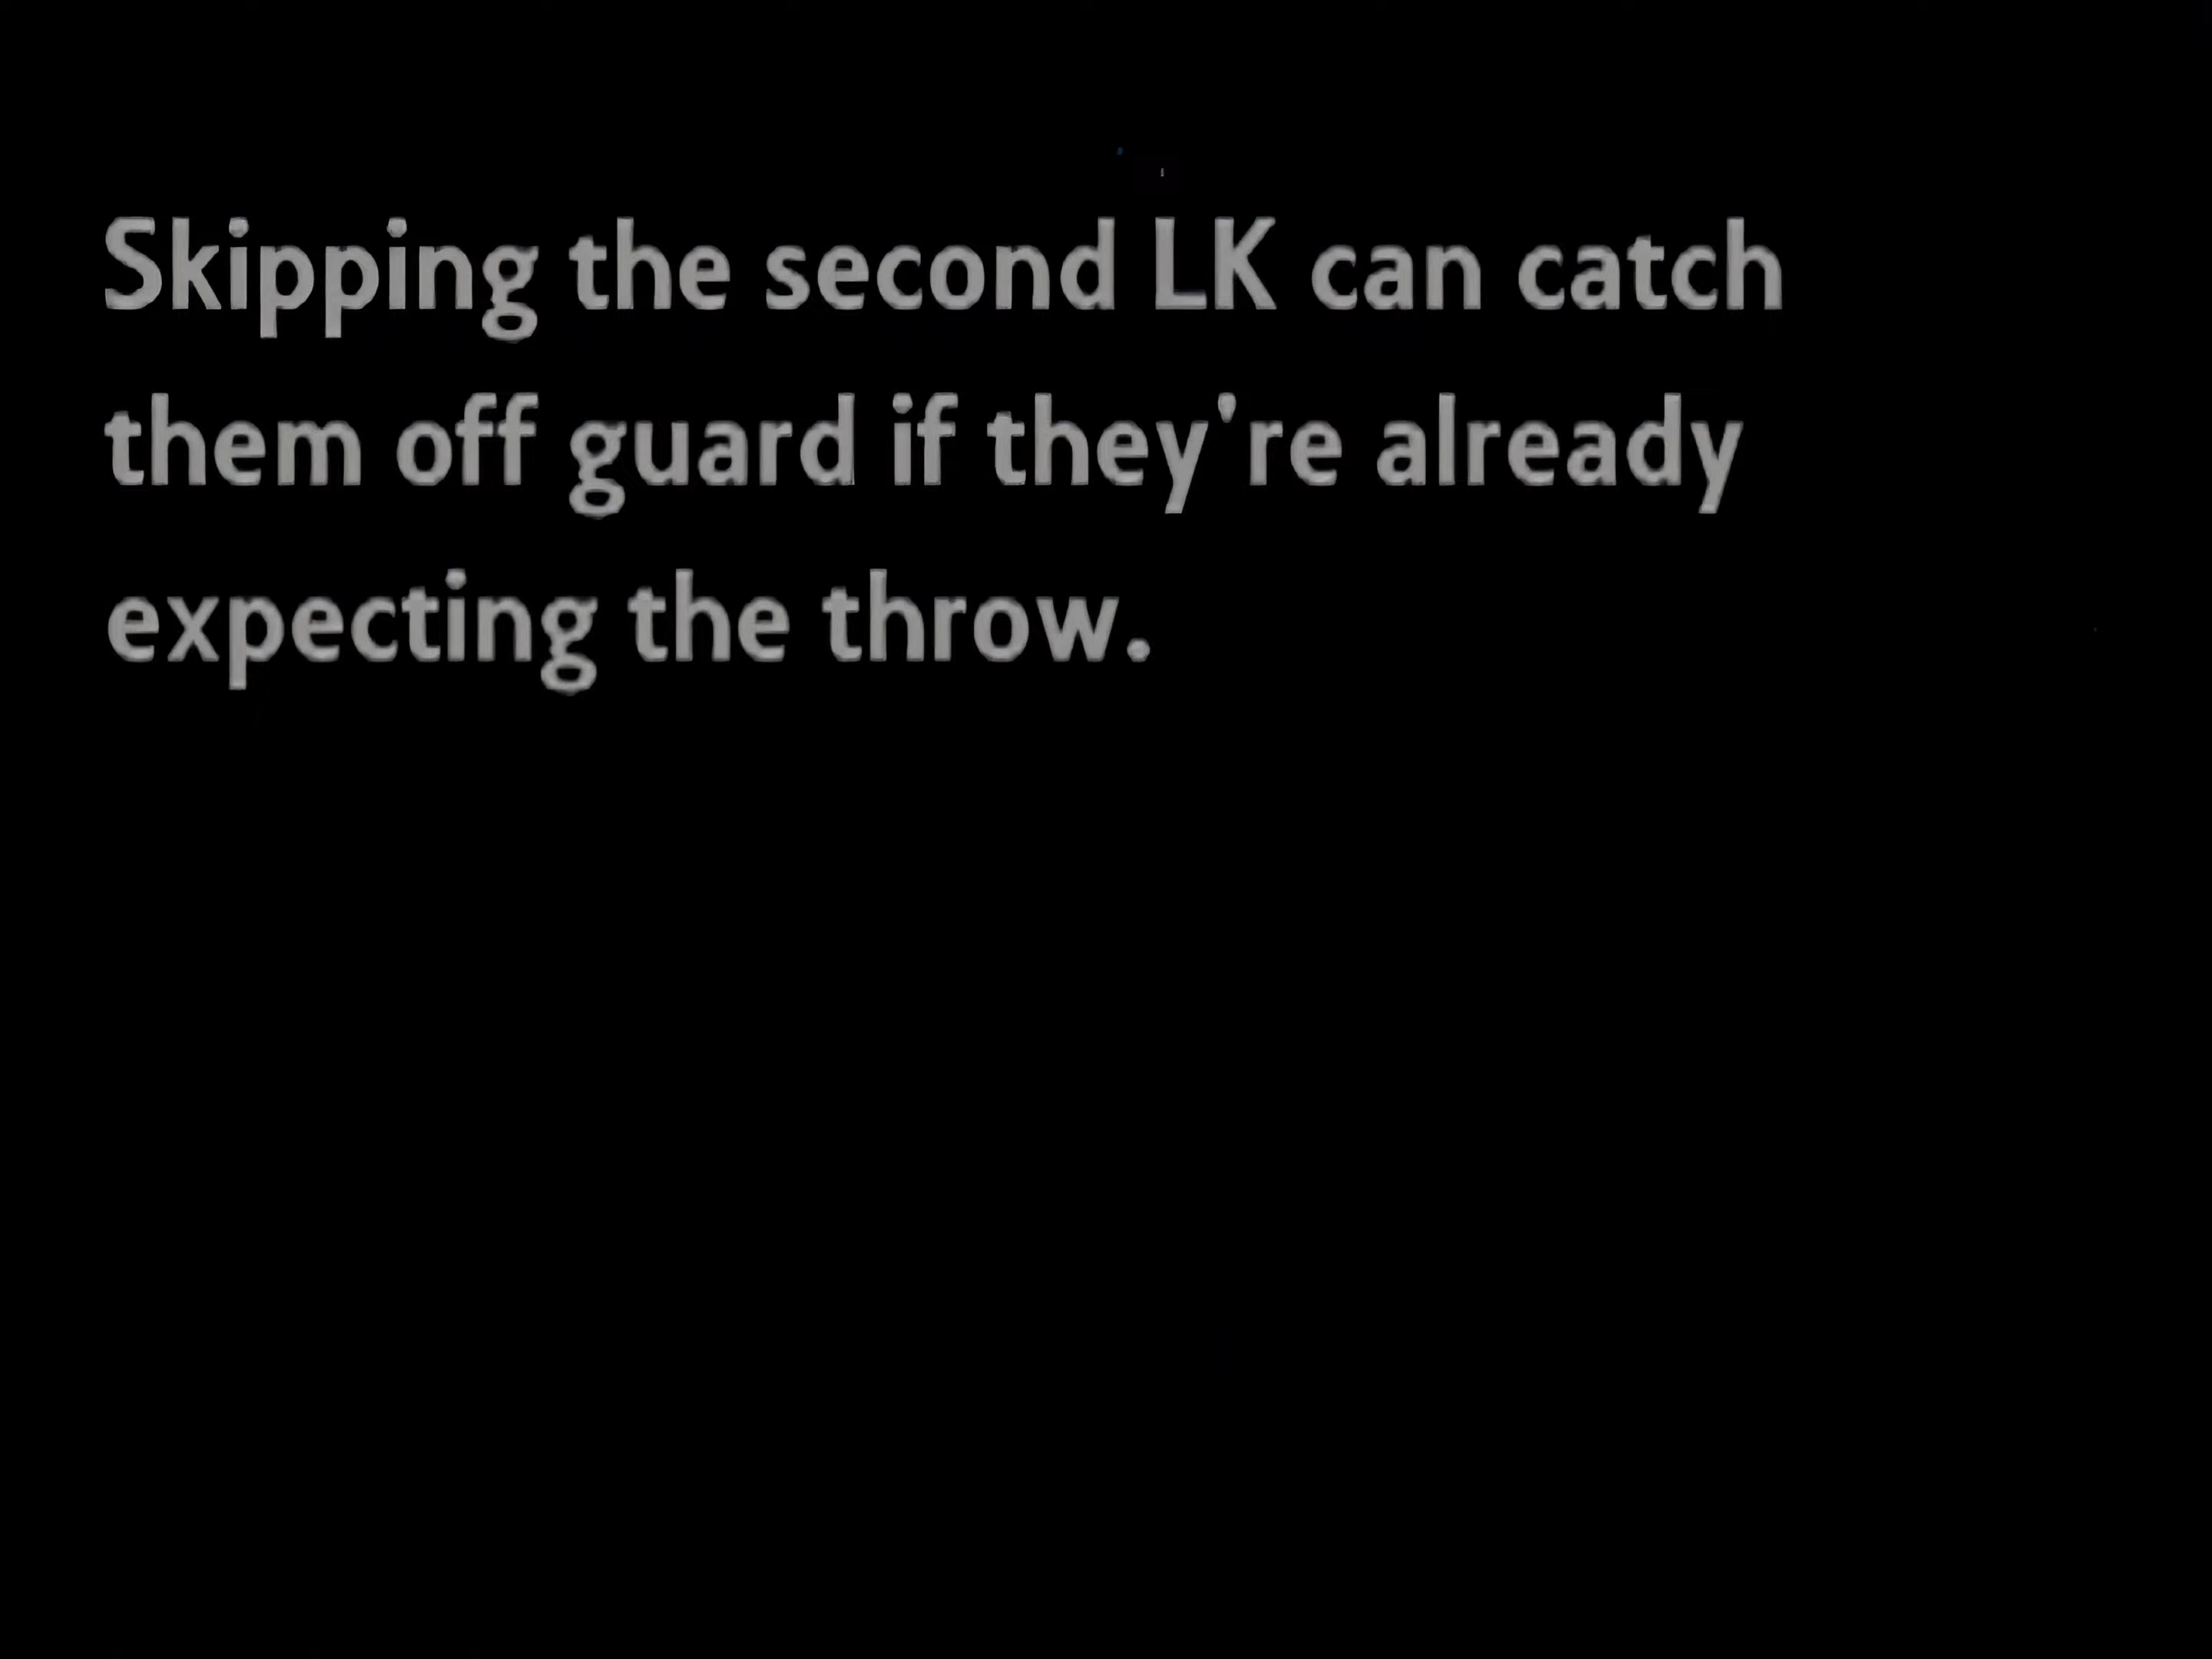 Skipping the second LK can catch
them off guard if they're already
expecting the throw.